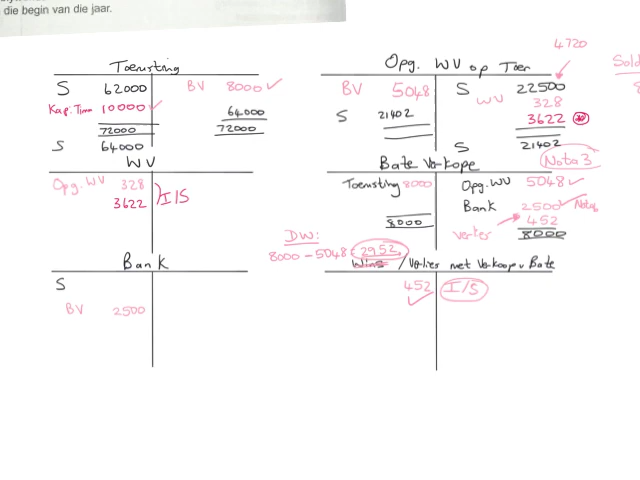 die begin van die jaar.
Toerusting
S 62000 BV 8000 ✓
Kap. Tmn 10000 ✓ 64000
72000 72000
S 64000
WV
Opg. WV 328
3622 I/S
Bank
S
BV 2500
4720
Opg. WV op Toer
BV 5048 S 22500
WV 328
S 21402 3622
S 21402
Nota 3
Bate Verkope
Toerusting 8000 Opg. WV 5048 ✓
Bank 2500 ✓
452
8000 8000
Verlies
DW:
8000 - 5048 = 2952
Wins / Verlies met Verkoop v Bate
452 I/S
✓
Sold
8